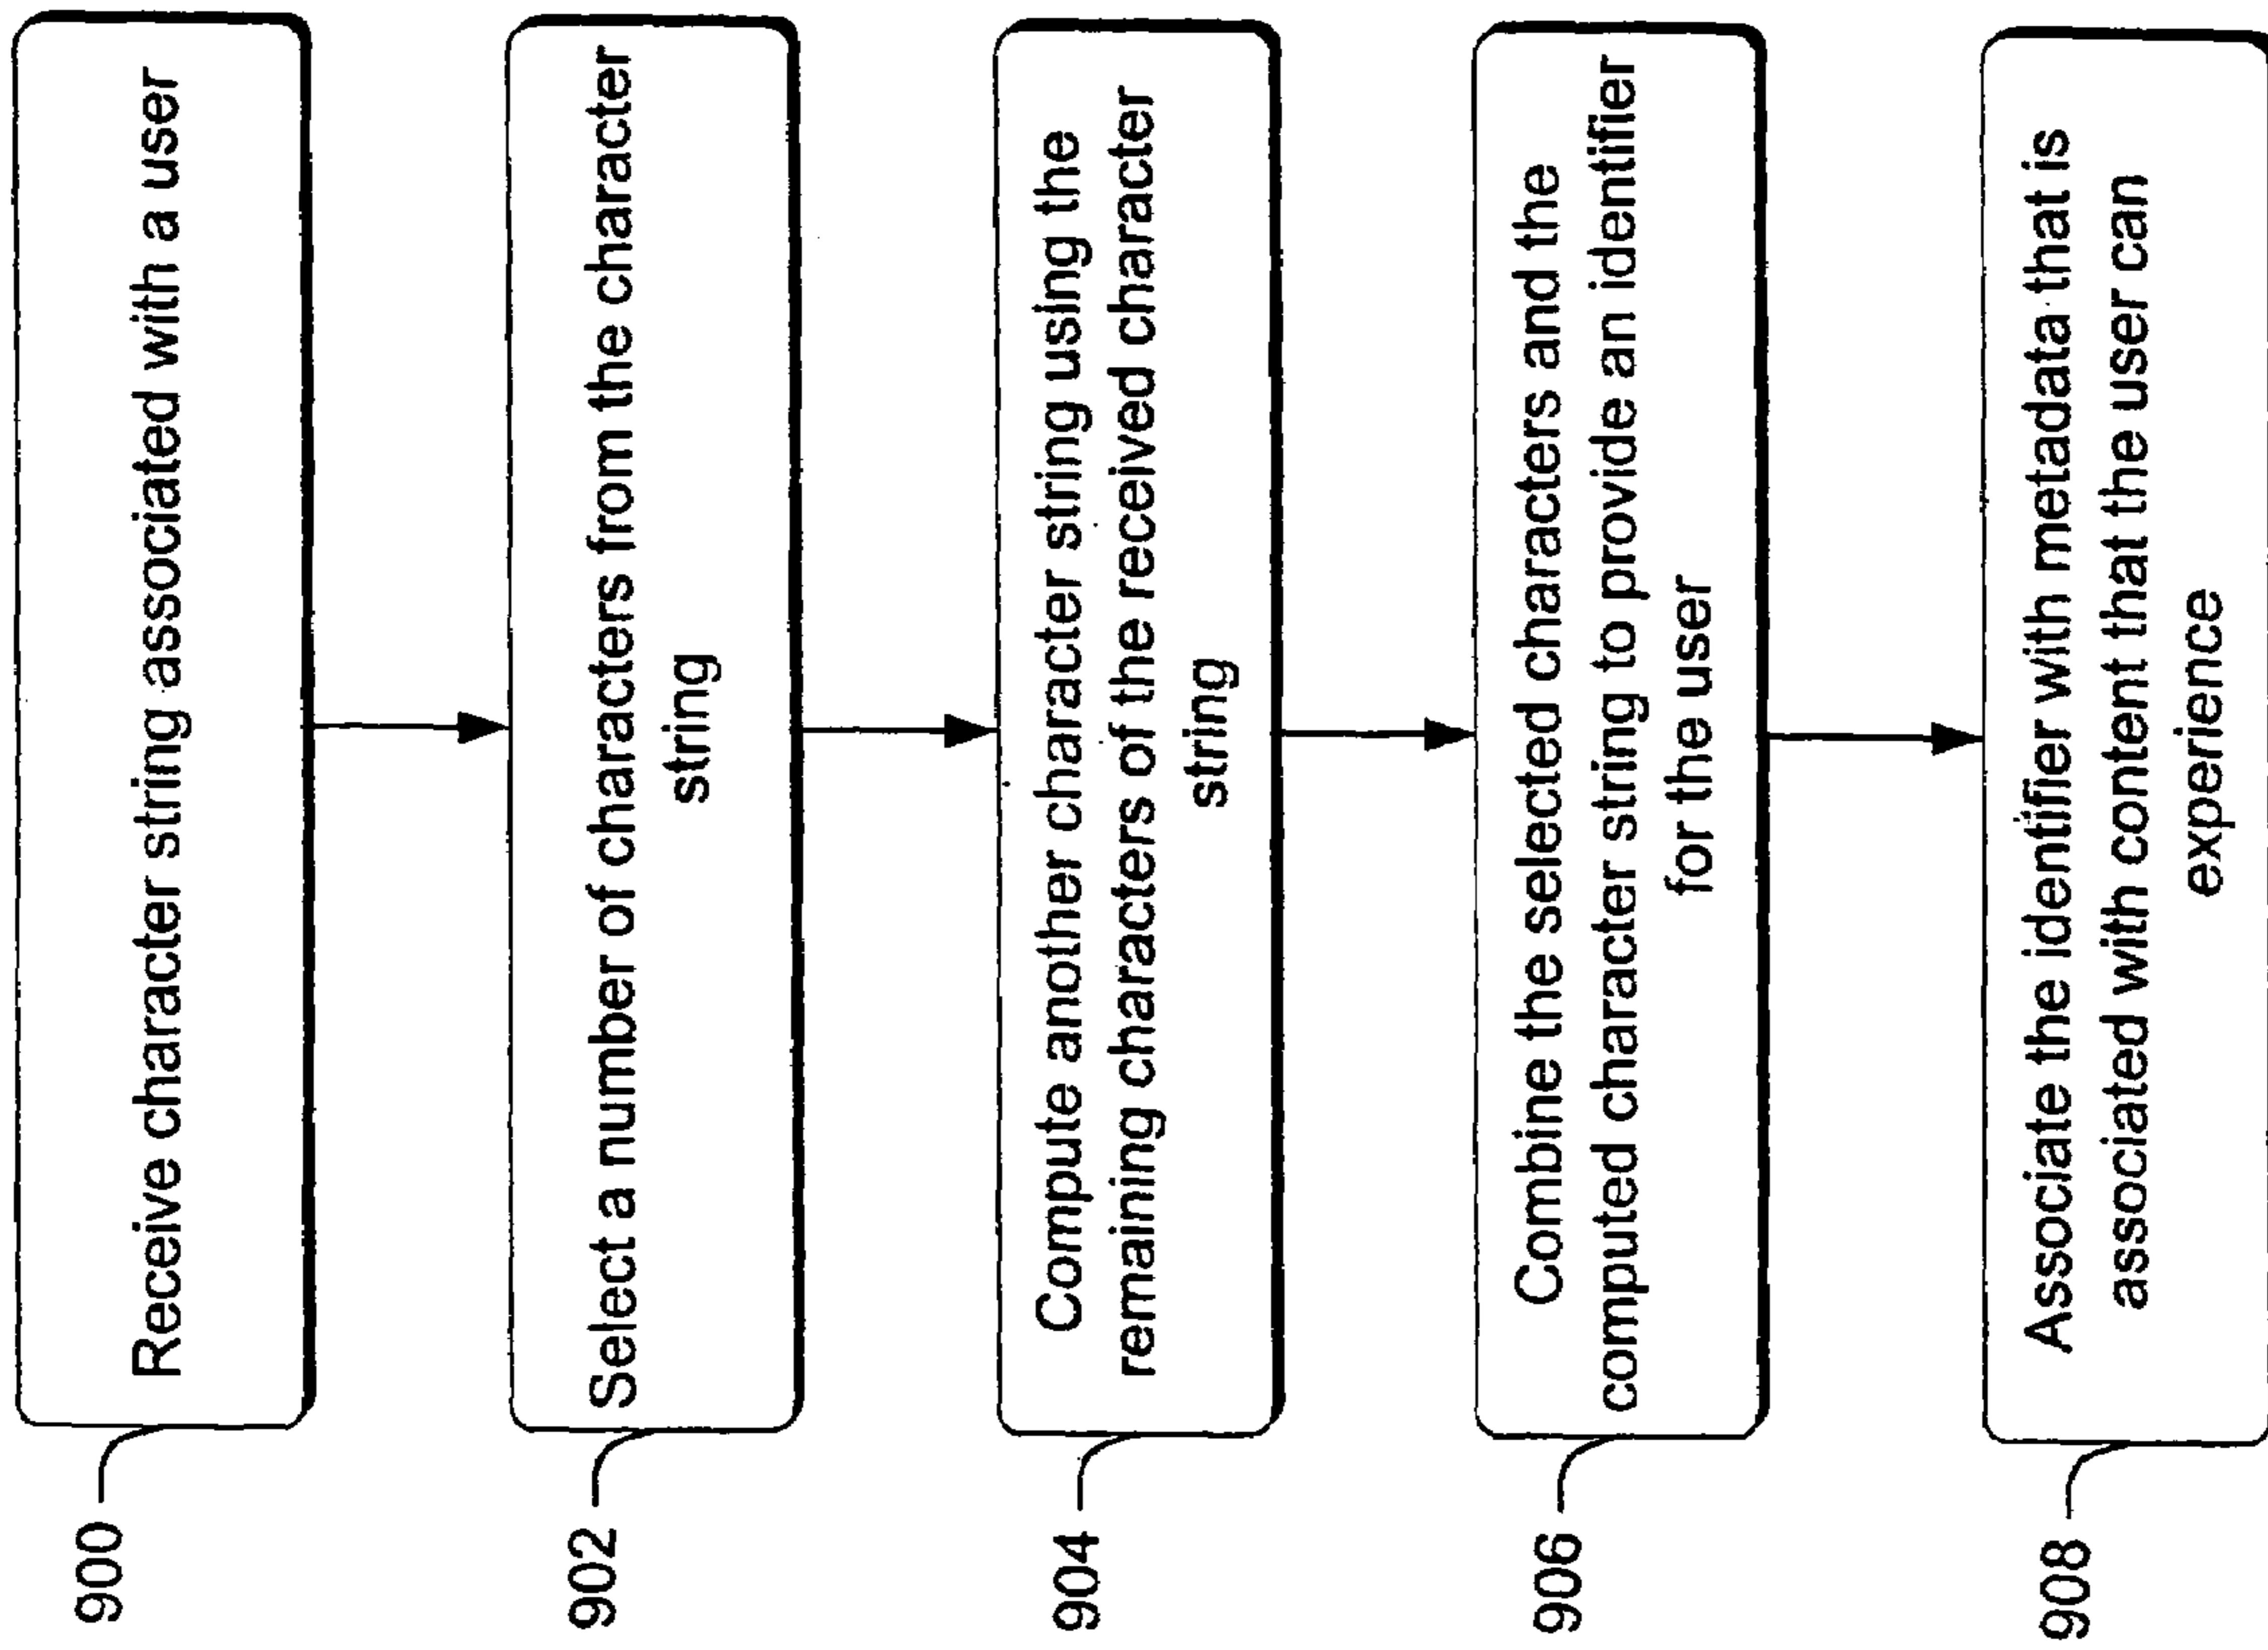 900
Receive character string associated with a user
902
Select a number of characters from the character
string
904
Compute another character string using the
remaining characters of the received character
string
906
Combine the selected characters and the
computed character string to provide an identifier
for the user
908
Associate the identifier with metadata that is
associated with content that the user can
experience